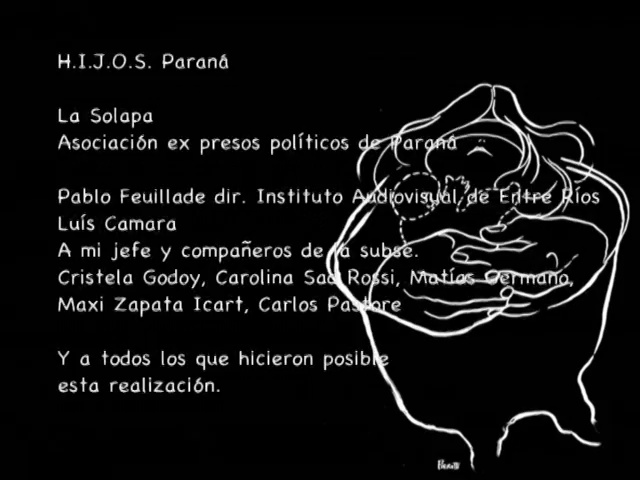 H.I.J.O.S. Paraná
La Solapa
Asociación ex presos políticos de Paraná
Pablo Feuillade dir. Instituto Audiovisual de Entre Ríos
Luís Camara
A mi jefe y compañeros de la subse.
Cristela Godoy, Carolina Sad Rossi, Matías Germano,
Maxi Zapata Icart, Carlos Pastore
Y a todos los que hicieron posible
esta realización.